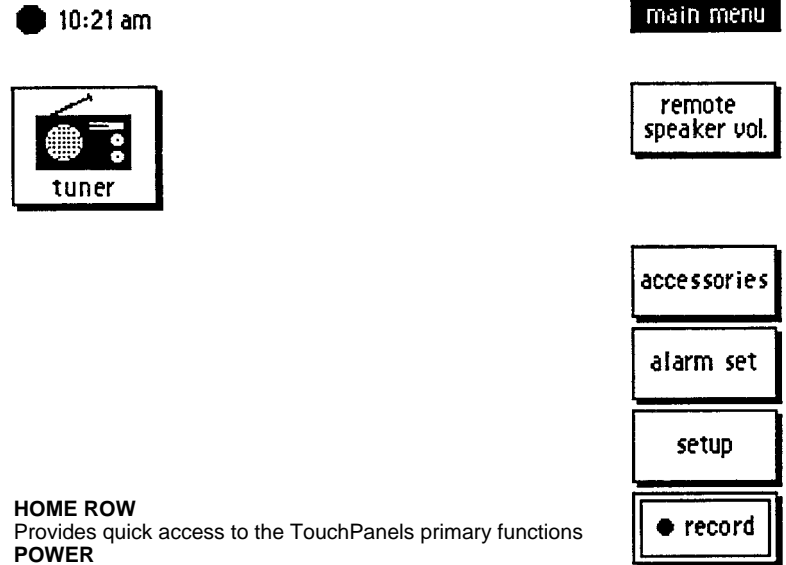 10:21 am
main menu
remote
speaker vol.
tuner
accessories
alarm set
setup
record
HOME ROW
Provides quick access to the TouchPanels primary functions
POWER